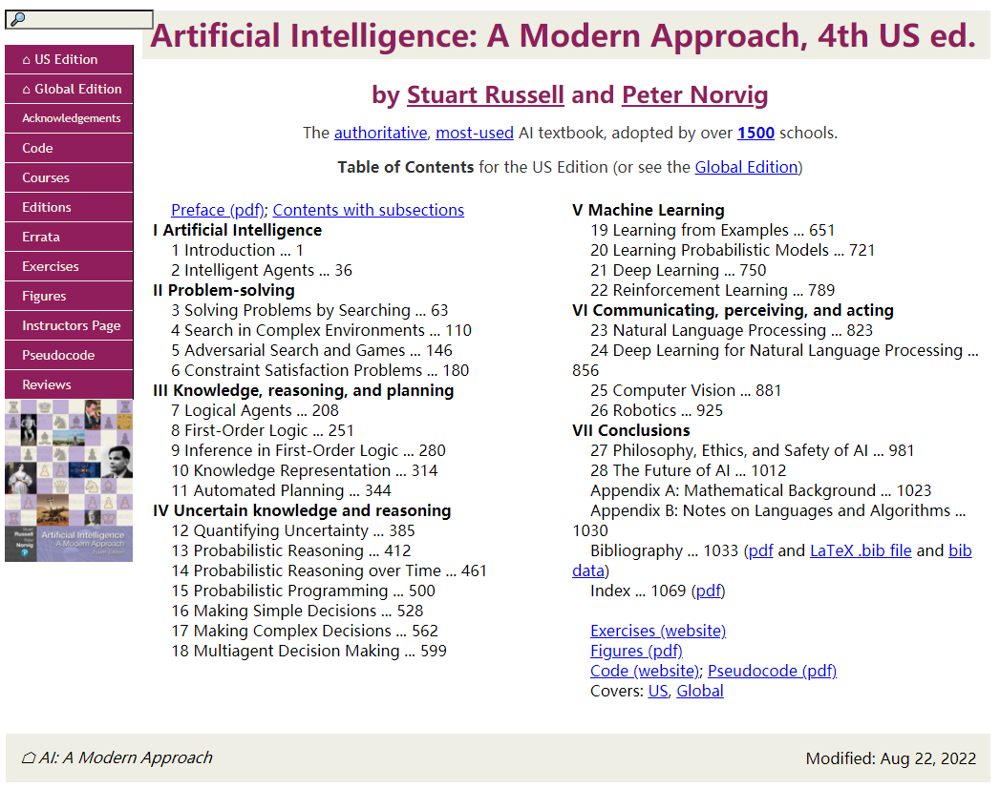 Artificial Intelligence: A Modern Approach, 4th US ed.
by Stuart Russell and Peter Norvig
The authoritative, most-used AI textbook, adopted by over 1500 schools.
Table of Contents for the US Edition (or see the Global Edition)
⌂ US Edition
⌂ Global Edition
Acknowledgements
Code
Courses
Editions
Errata
Exercises
Figures
Instructors Page
Pseudocode
Reviews
Stuart
Russell
Peter
Norvig
Artificial Intelligence
A Modern Approach
Fourth Edition
Preface (pdf); Contents with subsections
I Artificial Intelligence
1 Introduction ... 1
2 Intelligent Agents ... 36
II Problem-solving
3 Solving Problems by Searching ... 63
4 Search in Complex Environments ... 110
5 Adversarial Search and Games ... 146
6 Constraint Satisfaction Problems ... 180
III Knowledge, reasoning, and planning
7 Logical Agents ... 208
8 First-Order Logic ... 251
9 Inference in First-Order Logic ... 280
10 Knowledge Representation ... 314
11 Automated Planning ... 344
IV Uncertain knowledge and reasoning
12 Quantifying Uncertainty ... 385
13 Probabilistic Reasoning ... 412
14 Probabilistic Reasoning over Time ... 461
15 Probabilistic Programming ... 500
16 Making Simple Decisions ... 528
17 Making Complex Decisions ... 562
18 Multiagent Decision Making ... 599
V Machine Learning
19 Learning from Examples ... 651
20 Learning Probabilistic Models ... 721
21 Deep Learning ... 750
22 Reinforcement Learning ... 789
VI Communicating, perceiving, and acting
23 Natural Language Processing ... 823
24 Deep Learning for Natural Language Processing ...
856
25 Computer Vision ... 881
26 Robotics ... 925
VII Conclusions
27 Philosophy, Ethics, and Safety of AI ... 981
28 The Future of AI ... 1012
Appendix A: Mathematical Background ... 1023
Appendix B: Notes on Languages and Algorithms ...
1030
Bibliography ... 1033 (pdf and LaTeX .bib file and bib
data)
Index ... 1069 (pdf)
Exercises (website)
Figures (pdf)
Code (website); Pseudocode (pdf)
Covers: US, Global
⌂ AI: A Modern Approach
Modified: Aug 22, 2022